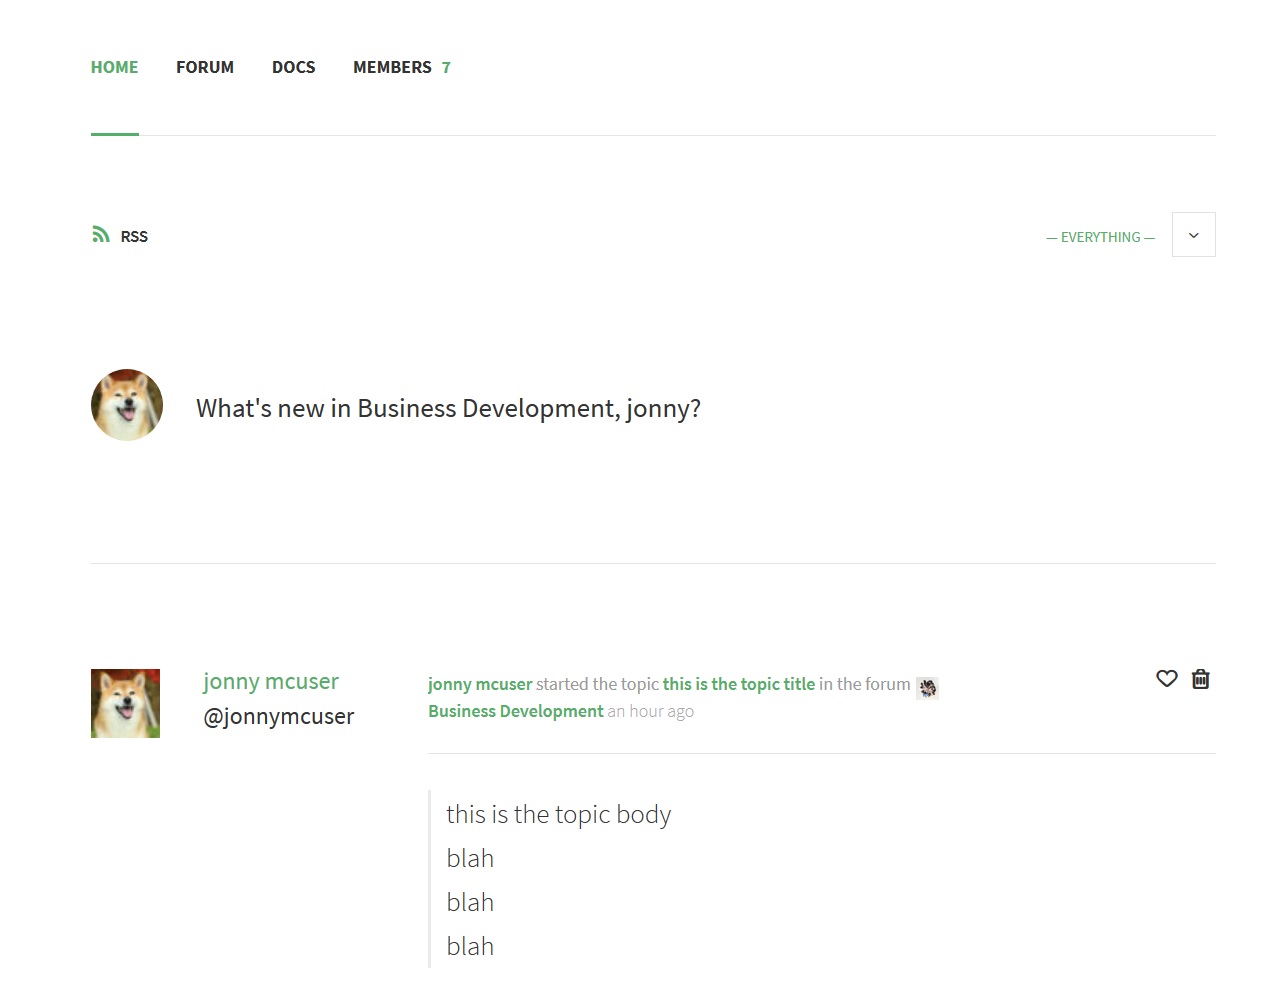 HOME FORUM DOCS MEMBERS 7
RSS
— EVERYTHING —
What's new in Business Development, jonny?
jonny mcuser
@jonnymcuser
jonny mcuser started the topic this is the topic title in the forum
Business Development an hour ago
this is the topic body
blah
blah
blah